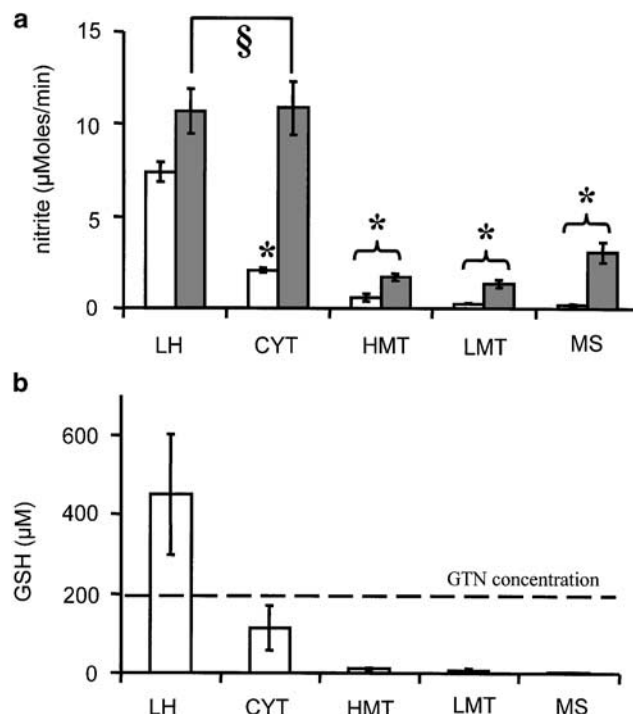 a
15
10
5
0
nitrite (µMoles/min)
§
*
*
*
*
LH CYT HMT LMT MS
b
600
400
200
0
GSH (µM)
GTN concentration
LH CYT HMT LMT MS